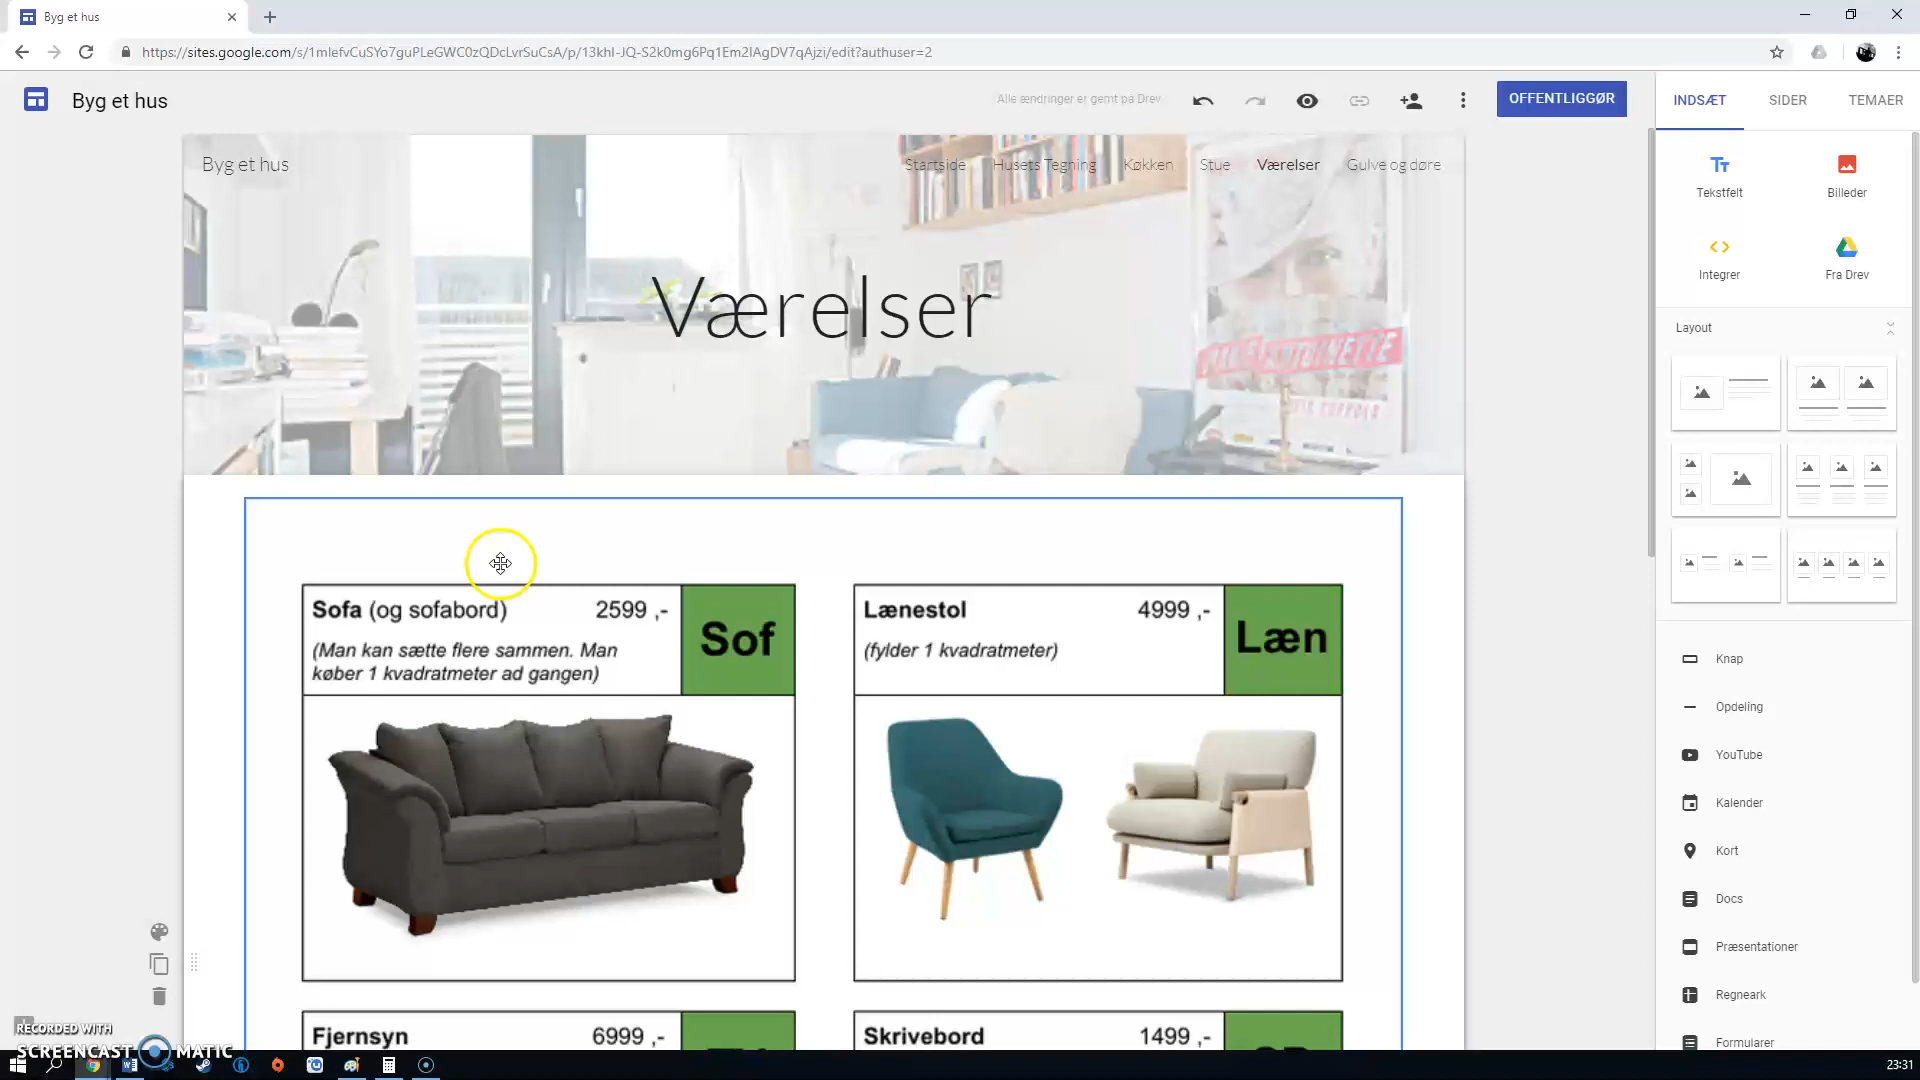 Byg et hus
https://sites.google.com/s/1mlefvCuSYo7guPLeGWC0zQDcLvrSuCsA/p/13khI-JQ-S2k0mg6Pq1Em2lAgDV7qAjzi/edit?authuser=2
Byg et hus
Alle ændringer er gemt på Drev
OFFENTLIGGØR
INDSÆT
SIDER
TEMAER
Byg et hus
Startside
Husets Tegning
Køkken
Stue
Værelser
Gulve og døre
Tekstfelt
Billeder
Integrer
Fra Drev
Værelser
Layout
Sofa (og sofabord) 2599 ,-
Sof
(Man kan sætte flere sammen. Man
køber 1 kvadratmeter ad gangen)
Lænestol 4999 ,-
Læn
(fylder 1 kvadratmeter)
Knap
Opdeling
YouTube
Kalender
Kort
Docs
Præsentationer
Regneark
Formularer
Fjernsyn 6999 ,-
Skrivebord 1499 ,-
RECORDED WITH
SCREENCAST MATIC
23:31